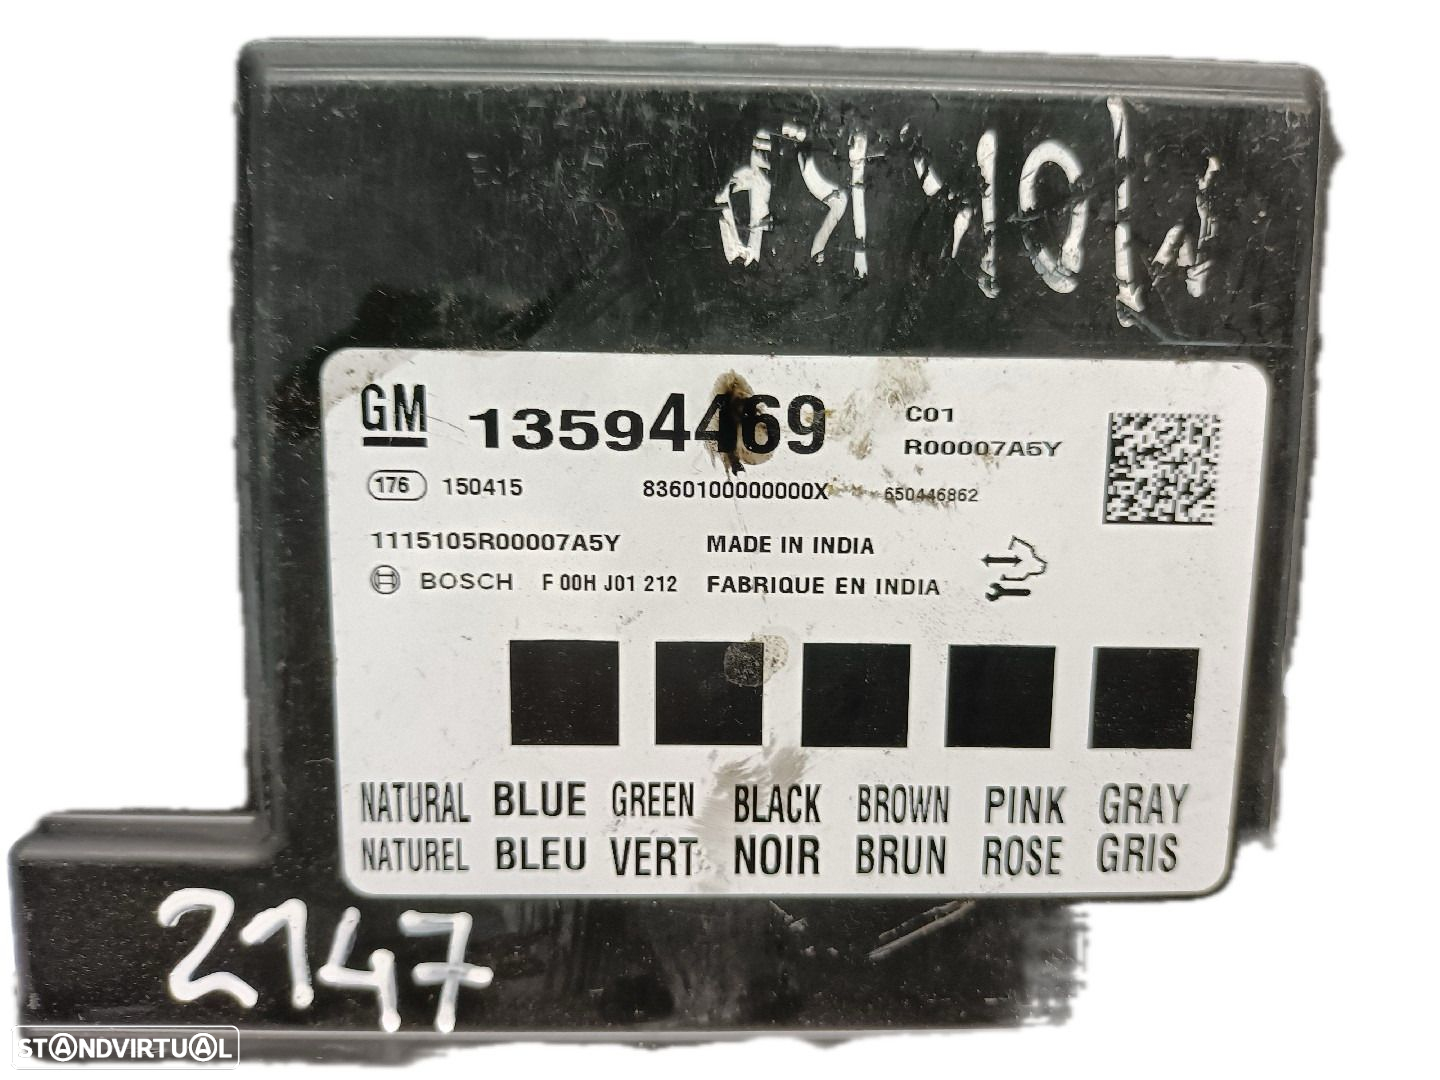 MOKKA
GM 13594469 C01
R00007A5Y
176 150415 8360100000000X 650446862
1115105R00007A5Y MADE IN INDIA
BOSCH F 00H J01 212 FABRIQUE EN INDIA
NATURAL BLUE GREEN BLACK BROWN PINK GRAY
NATUREL BLEU VERT NOIR BRUN ROSE GRIS
2147
STANDVIRTUAL